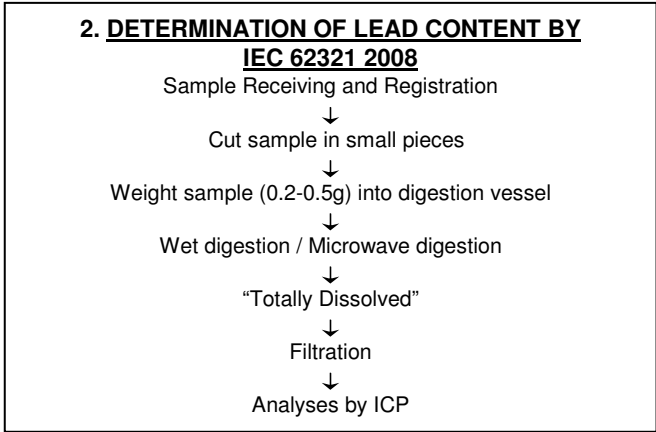 2. DETERMINATION OF LEAD CONTENT BY
IEC 62321 2008
Sample Receiving and Registration
↓
Cut sample in small pieces
↓
Weight sample (0.2-0.5g) into digestion vessel
↓
Wet digestion / Microwave digestion
↓
“Totally Dissolved”
↓
Filtration
↓
Analyses by ICP